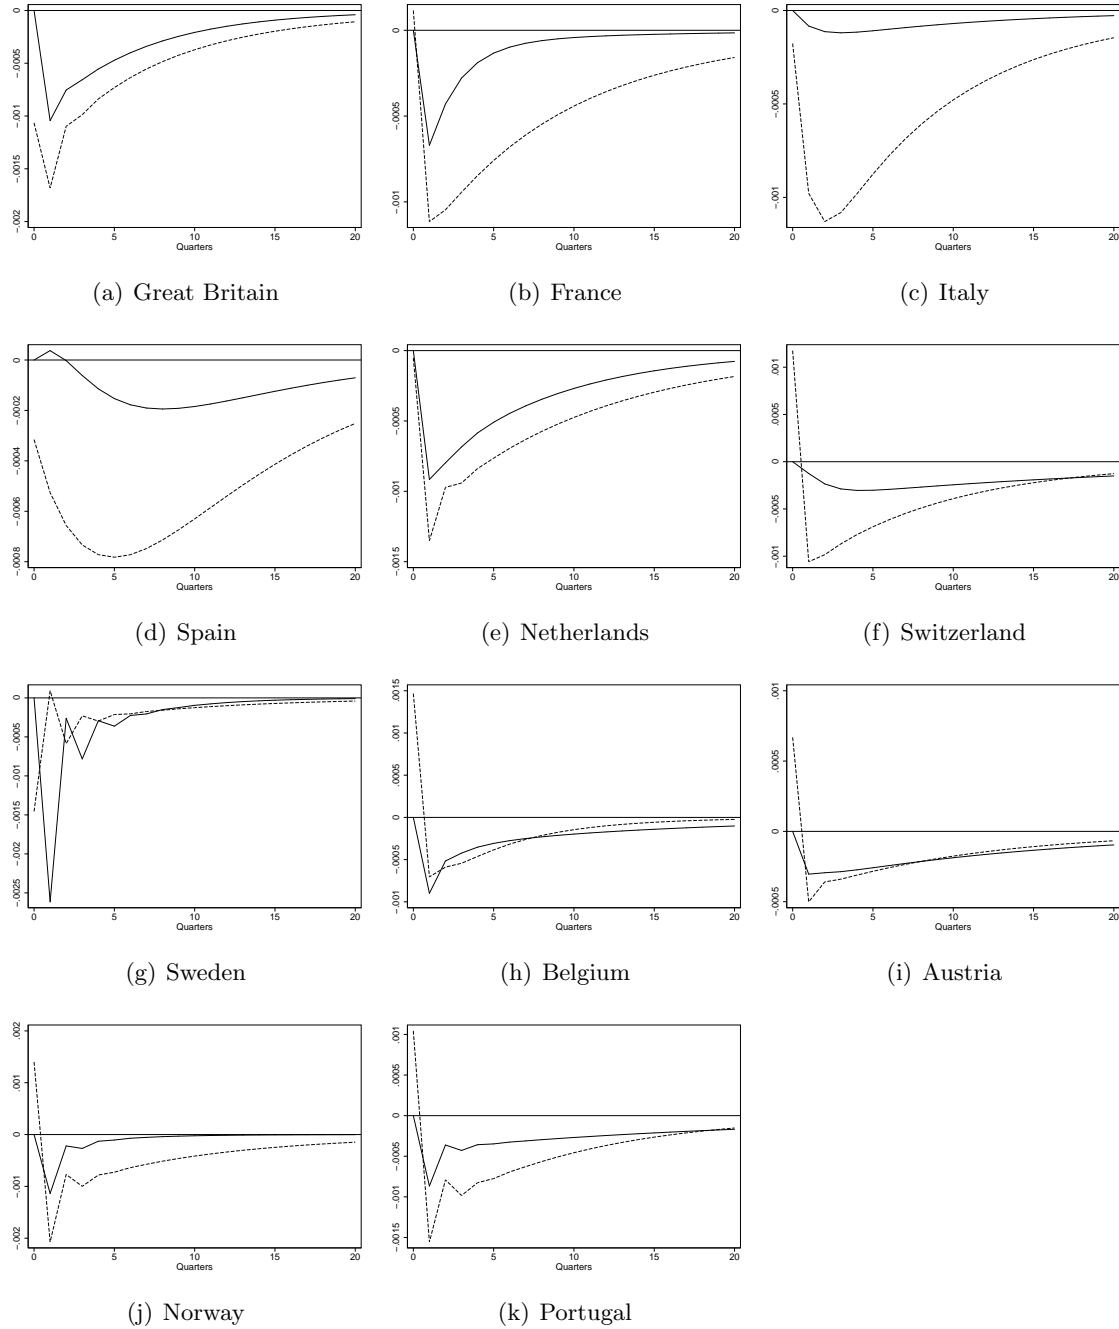 0
-.0005
-.001
-.0015
-.002
0 5 10 15 20
Quarters
(a) Great Britain
0
-.0005
-.001
0 5 10 15 20
Quarters
(b) France
0
-.0005
-.001
0 5 10 15 20
Quarters
(c) Italy
0
-.0002
-.0004
-.0006
-.0008
0 5 10 15 20
Quarters
(d) Spain
0
-.0005
-.001
-.0015
0 5 10 15 20
Quarters
(e) Netherlands
.001
.0005
0
-.0005
-.001
0 5 10 15 20
Quarters
(f) Switzerland
0
-.0005
-.001
-.0015
-.002
-.0025
0 5 10 15 20
Quarters
(g) Sweden
.0015
.001
.0005
0
-.0005
-.001
0 5 10 15 20
Quarters
(h) Belgium
.001
.0005
0
-.0005
0 5 10 15 20
Quarters
(i) Austria
.002
.001
0
-.001
-.002
0 5 10 15 20
Quarters
(j) Norway
.001
.0005
0
-.0005
-.001
-.0015
0 5 10 15 20
Quarters
(k) Portugal